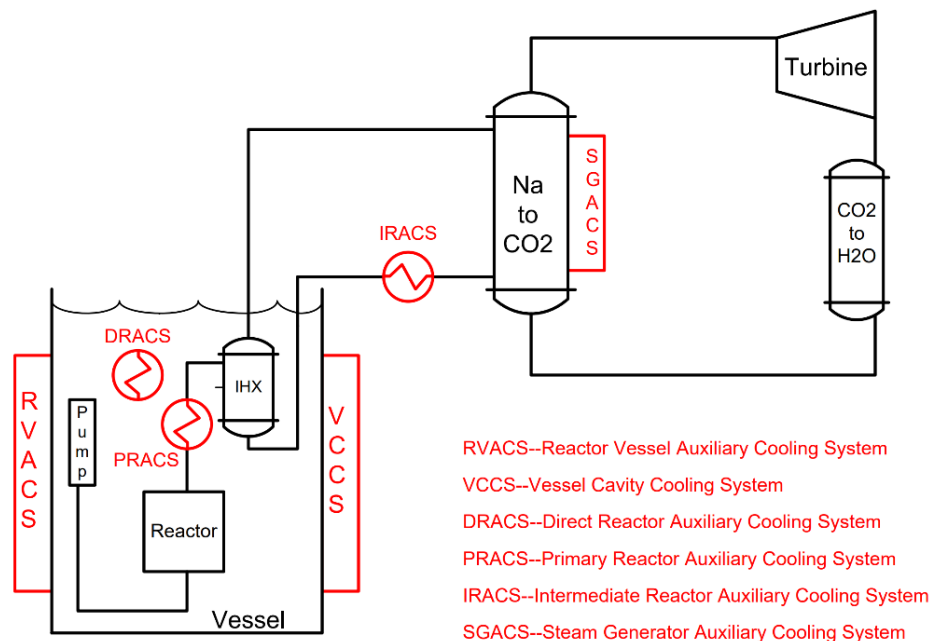 Turbine
Na
to
CO2
SGACS
CO2
to
H2O
IRACS
DRACS
IHX
RVACS
Pump
PRACS
VCCS
Reactor
Vessel
RVACS--Reactor Vessel Auxiliary Cooling System
VCCS--Vessel Cavity Cooling System
DRACS--Direct Reactor Auxiliary Cooling System
PRACS--Primary Reactor Auxiliary Cooling System
IRACS--Intermediate Reactor Auxiliary Cooling System
SGACS--Steam Generator Auxiliary Cooling System